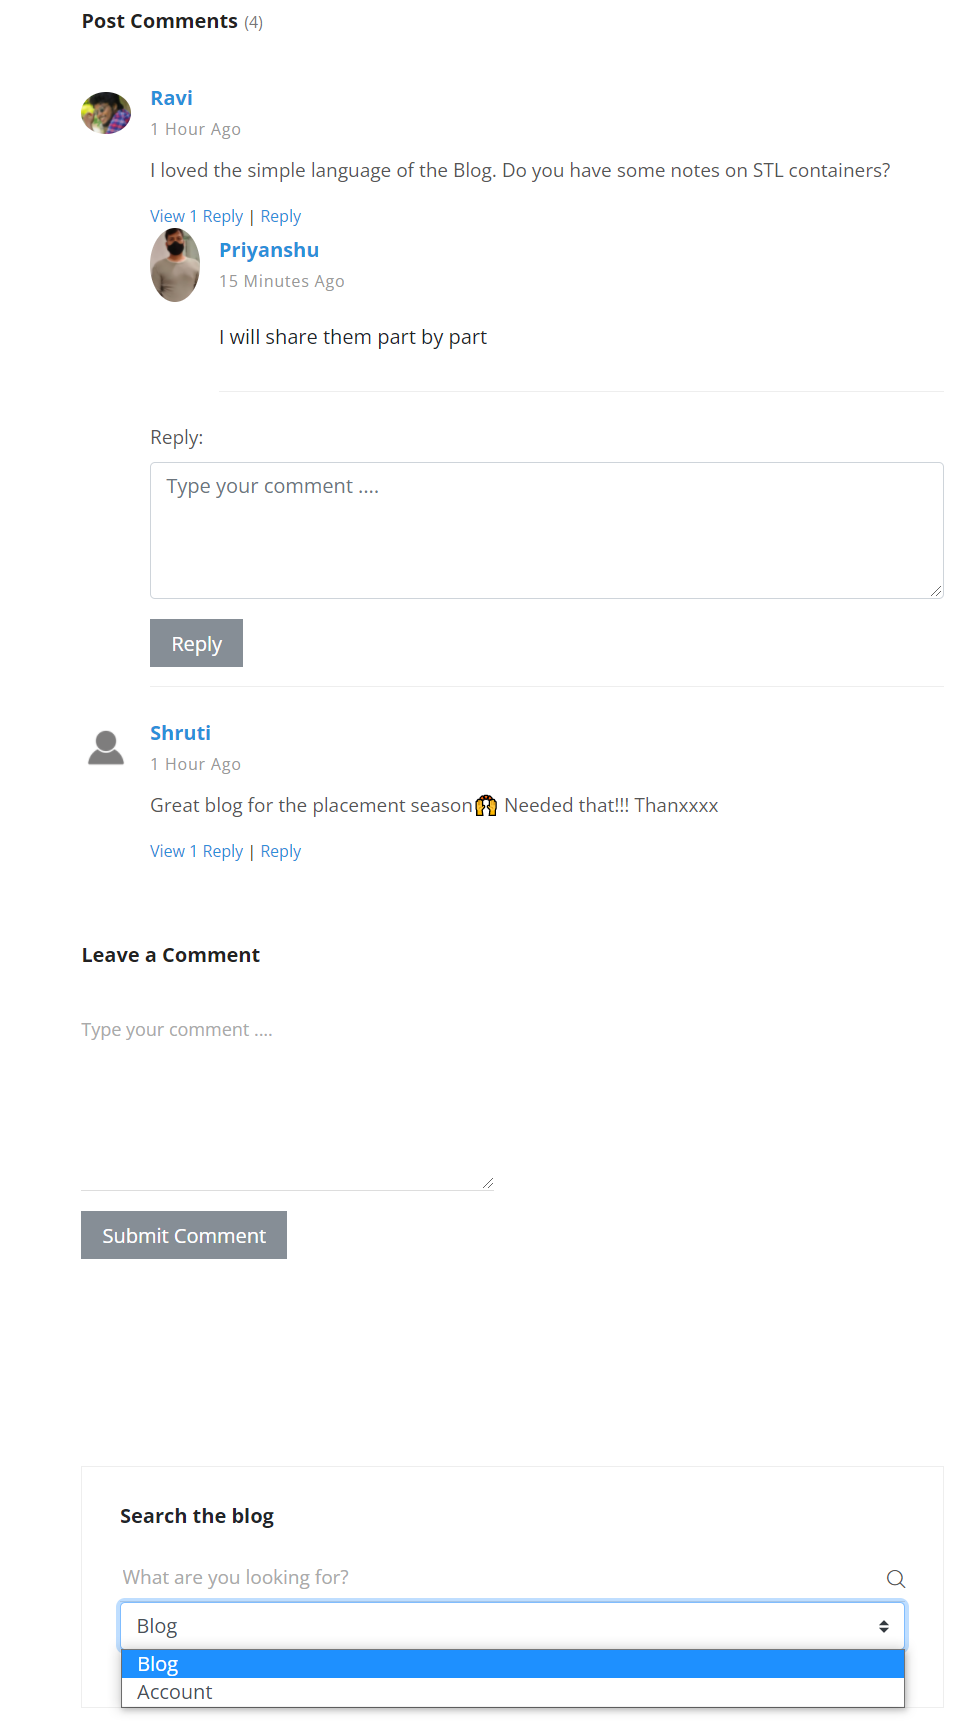 Post Comments (4)
Ravi
1 Hour Ago
I loved the simple language of the Blog. Do you have some notes on STL containers?
View 1 Reply | Reply
Priyanshu
15 Minutes Ago
I will share them part by part
Reply:
Type your comment ....
Reply
Shruti
1 Hour Ago
Great blog for the placement season🙌 Needed that!!! Thanxxxx
View 1 Reply | Reply
Leave a Comment
Type your comment ....
Submit Comment
Search the blog
What are you looking for?
Blog
Blog
Account